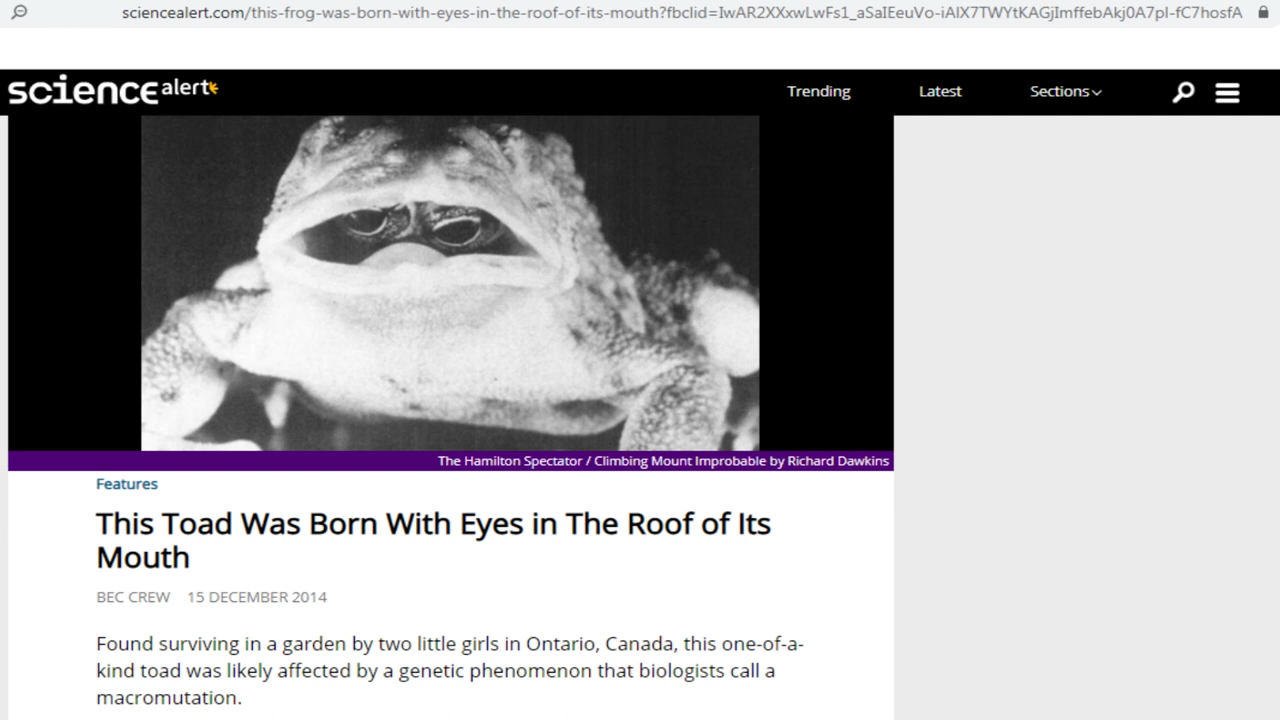 sciencealert.com/this-frog-was-born-with-eyes-in-the-roof-of-its-mouth?fbclid=IwAR2XXxwLwFs1_aSaIEeuVo-iAlX7TWYtKAGjImffebAkj0A7pl-fC7hosfA
sciencealert
Trending
Latest
Sections
The Hamilton Spectator / Climbing Mount Improbable by Richard Dawkins
Features
This Toad Was Born With Eyes in The Roof of Its
Mouth
BEC CREW 15 DECEMBER 2014
Found surviving in a garden by two little girls in Ontario, Canada, this one-of-a-
kind toad was likely affected by a genetic phenomenon that biologists call a
macromutation.